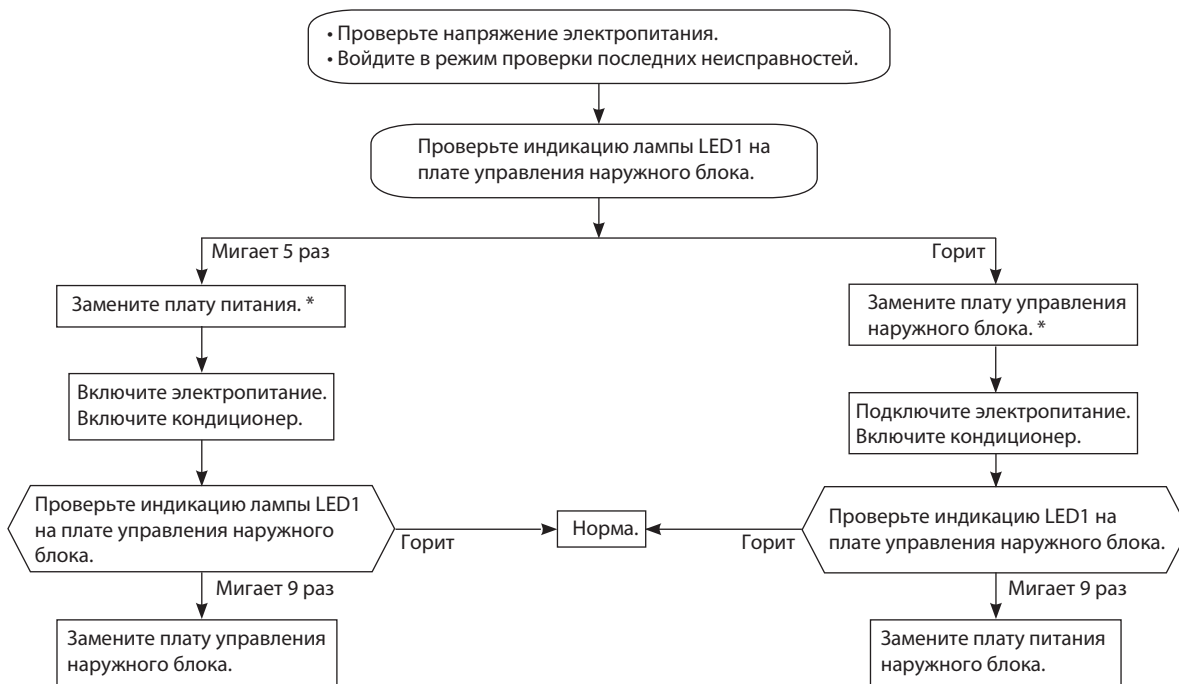 • Проверьте напряжение электропитания.
• Войдите в режим проверки последних неисправностей.
Проверьте индикацию лампы LED1 на
плате управления наружного блока.
Мигает 5 раз
Горит
Замените плату питания. *
Замените плату управления
наружного блока. *
Включите электропитание.
Включите кондиционер.
Подключите электропитание.
Включите кондиционер.
Проверьте индикацию лампы LED1
на плате управления наружного
блока.
Горит
Норма.
Горит
Проверьте индикацию LED1 на
плате управления наружного блока.
Мигает 9 раз
Мигает 9 раз
Замените плату управления
наружного блока.
Замените плату питания
наружного блока.